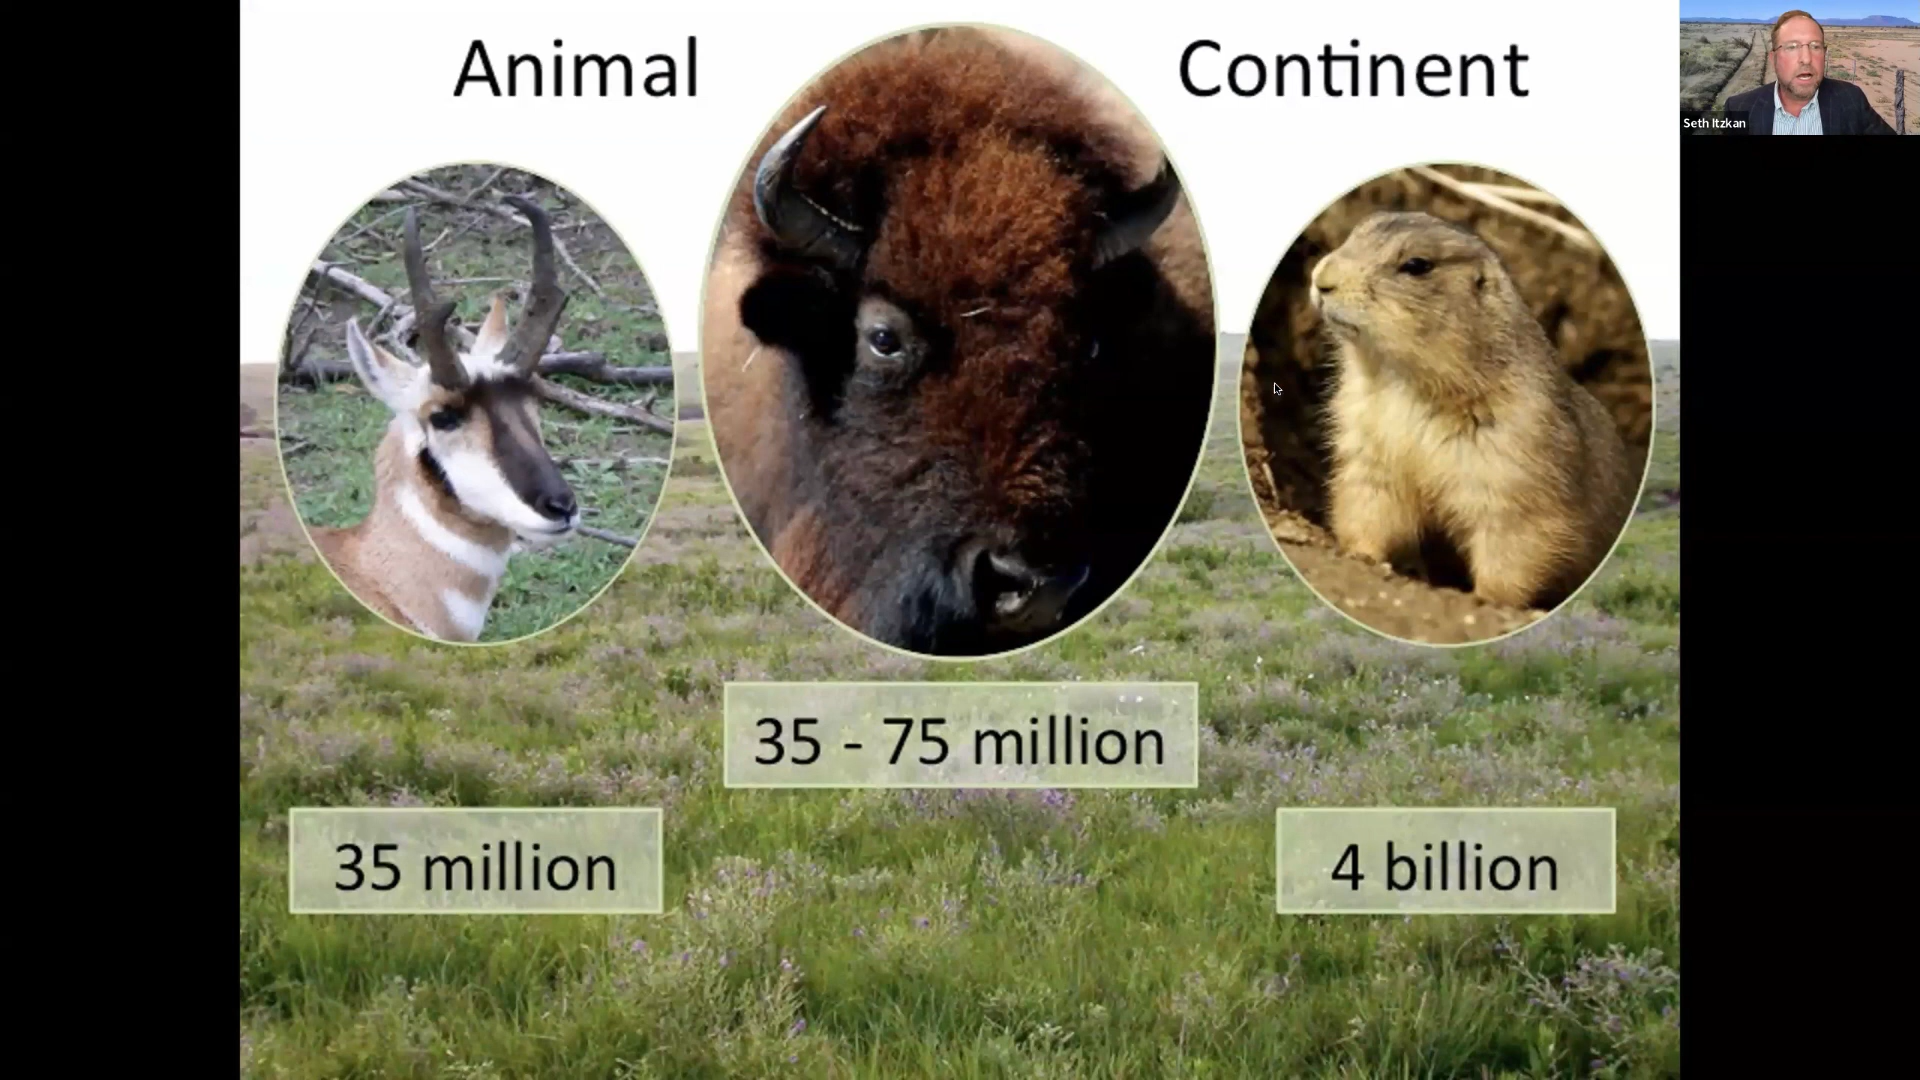 Animal
Continent
Seth Itzkan
35 - 75 million
35 million
4 billion